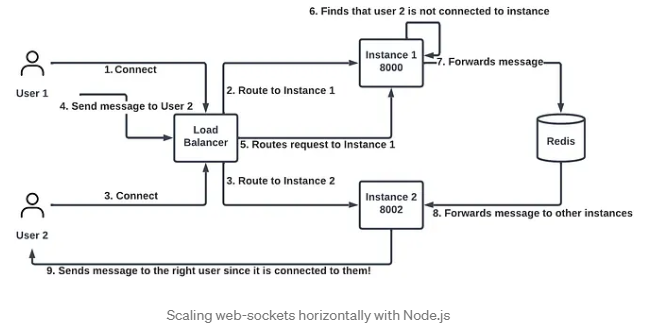 6. Finds that user 2 is not connected to instance
Instance 1
8000
7. Forwards message
1. Connect
User 1
2. Route to Instance 1
4. Send message to User 2
Load
Balancer
5. Routes request to Instance 1
Redis
3. Route to Instance 2
3. Connect
Instance 2
8002
8. Forwards message to other instances
User 2
9. Sends message to the right user since it is connected to them!
Scaling web-sockets horizontally with Node.js